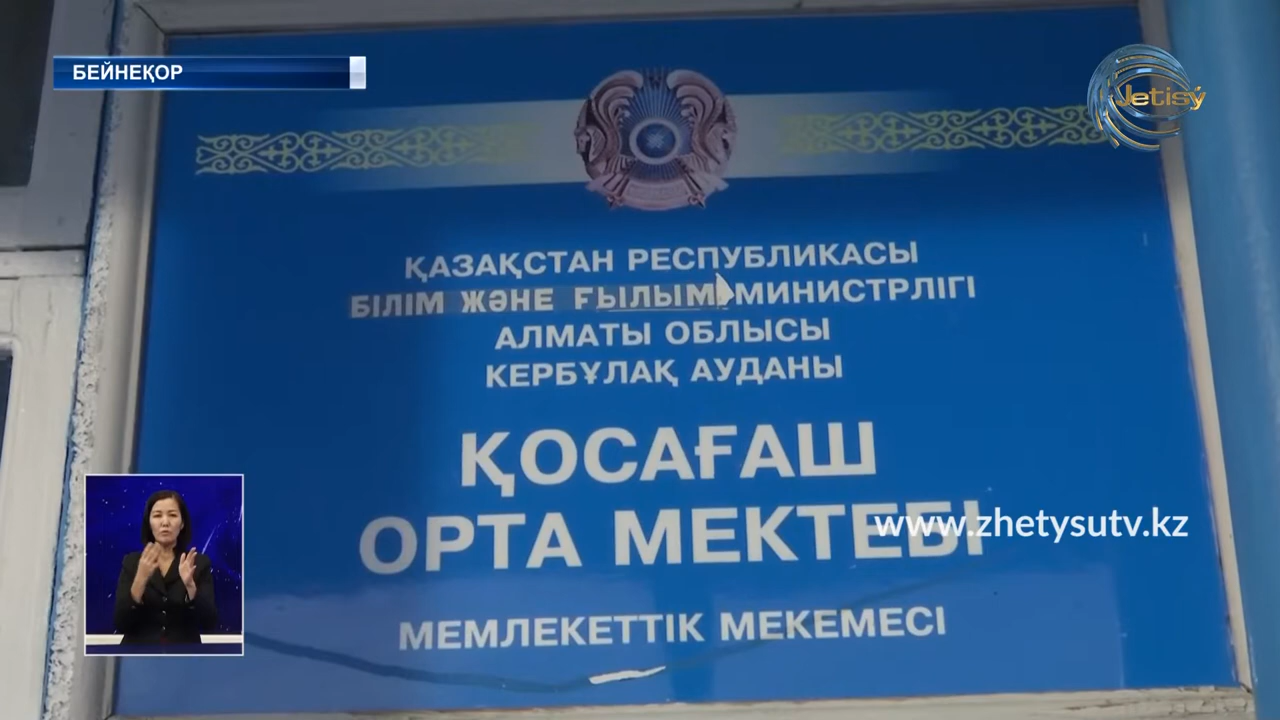 БЕЙНЕҚОР
Jetisý
ҚАЗАҚСТАН РЕСПУБЛИКАСЫ
БІЛІМ ЖӘНЕ ҒЫЛЫМ МИНИСТРЛІГІ
АЛМАТЫ ОБЛЫСЫ
КЕРБҰЛАҚ АУДАНЫ
ҚОСАҒАШ
ОРТА МЕКТЕБІ
www.zhetysutv.kz
МЕМЛЕКЕТТІК МЕКЕМЕСІ